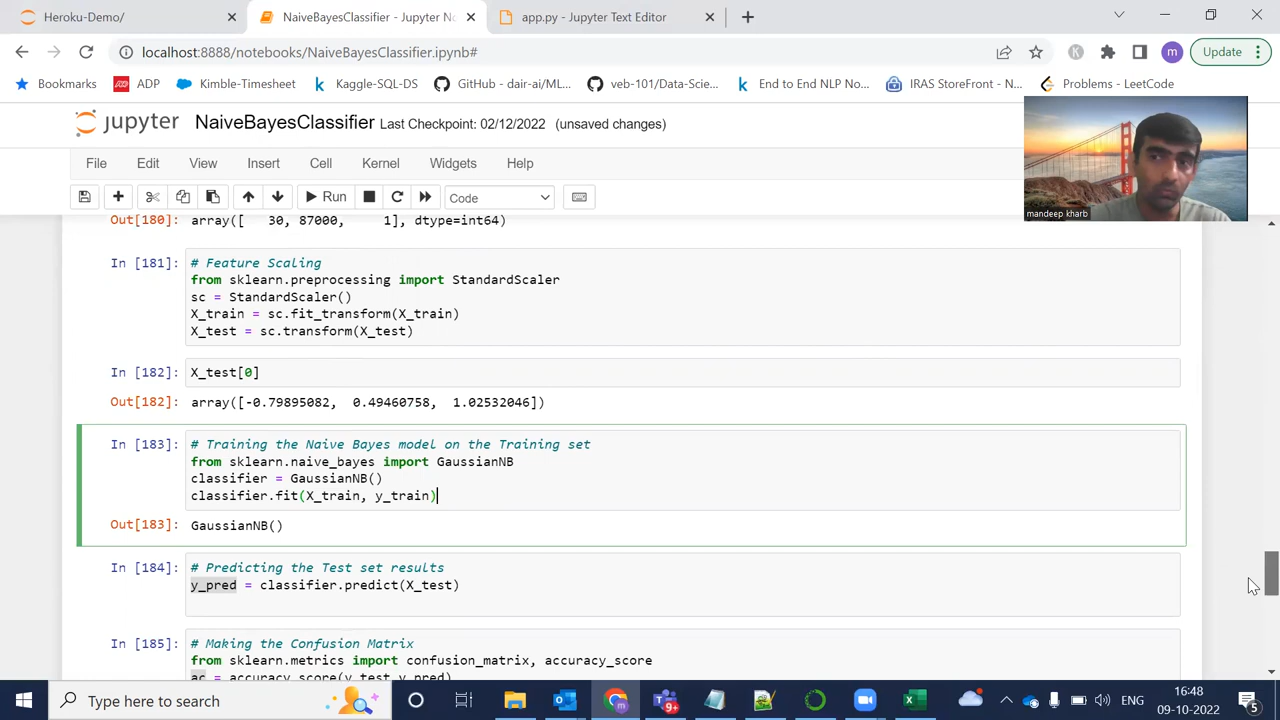 Heroku-Demo/
NaiveBayesClassifier - Jupyter No
app.py - Jupyter Text Editor
localhost:8888/notebooks/NaiveBayesClassifier.ipynb#
K
m
Update
Bookmarks
ADP
Kimble-Timesheet
k Kaggle-SQL-DS
GitHub - dair-ai/ML...
veb-101/Data-Scie...
k End to End NLP No...
IRAS StoreFront - N...
Problems - LeetCode
jupyter NaiveBayesClassifier Last Checkpoint: 02/12/2022 (unsaved changes)
File Edit View Insert Cell Kernel Widgets Help
Run
Code
mandeep kharb
Out[180]: array([ 30, 87000, 1], dtype=int64)
In [181]: # Feature Scaling
from sklearn.preprocessing import StandardScaler
sc = StandardScaler()
X_train = sc.fit_transform(X_train)
X_test = sc.transform(X_test)
In [182]: X_test[0]
Out[182]: array([-0.79895082, 0.49460758, 1.02532046])
In [183]: # Training the Naive Bayes model on the Training set
from sklearn.naive_bayes import GaussianNB
classifier = GaussianNB()
classifier.fit(X_train, y_train)
Out[183]: GaussianNB()
In [184]: # Predicting the Test set results
y_pred = classifier.predict(X_test)
In [185]: # Making the Confusion Matrix
from sklearn.metrics import confusion_matrix, accuracy_score
ac = accuracy_score(y_test,y_pred)
Type here to search
9+
ENG
16:48
09-10-2022
5